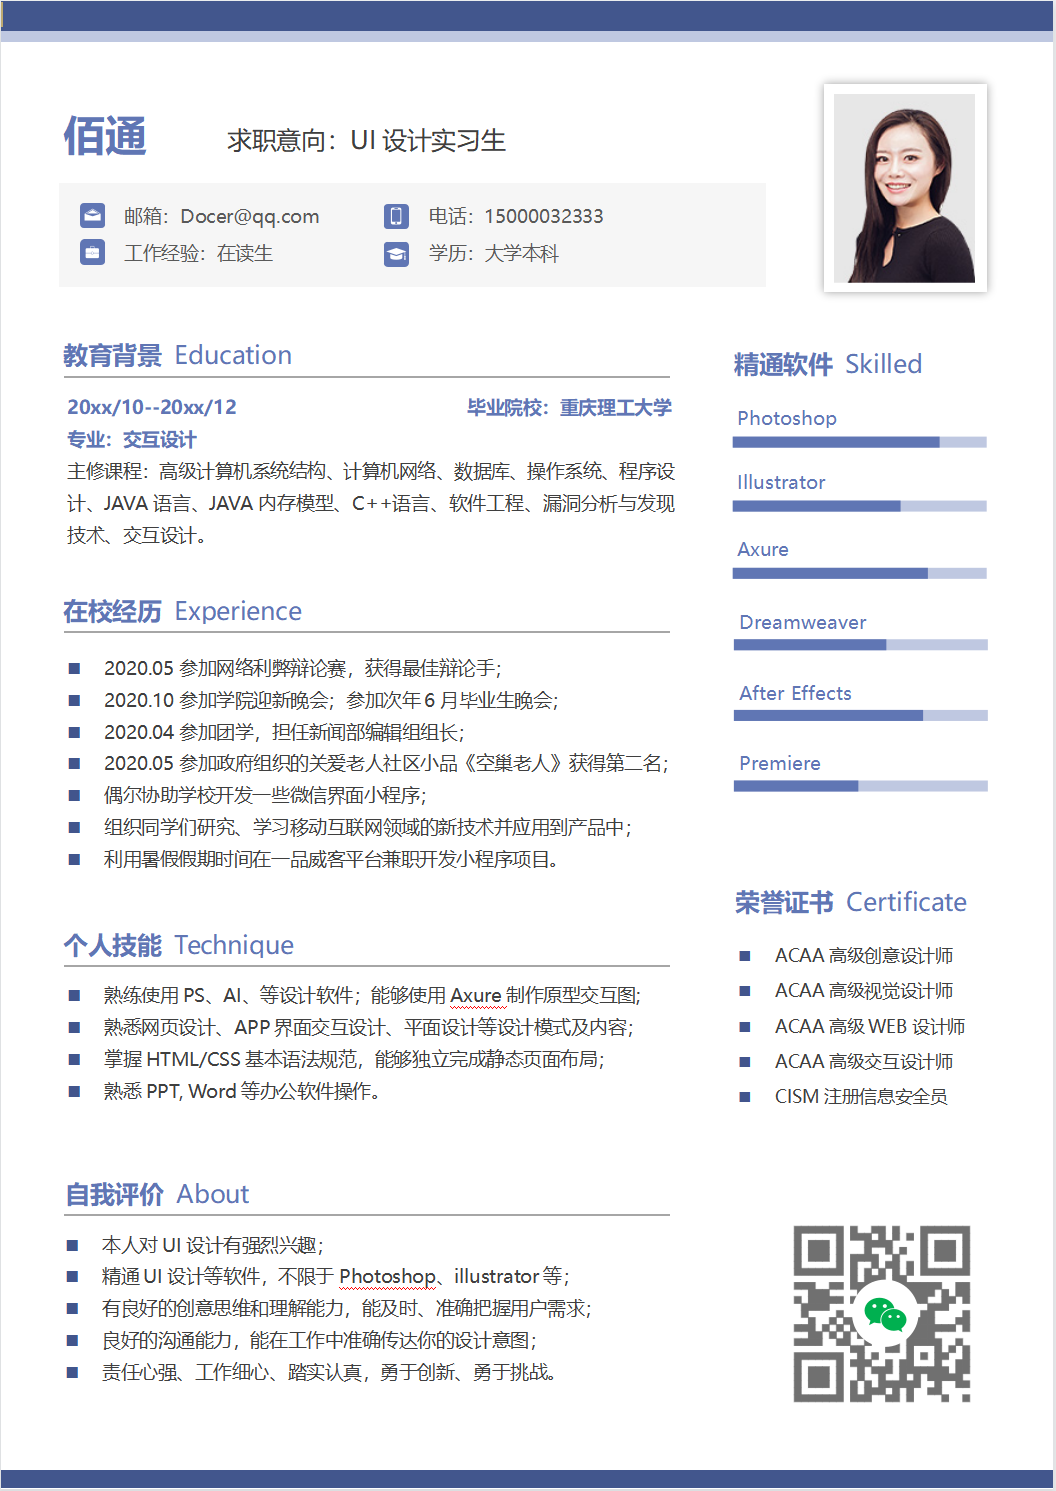 佰通
求职意向：UI 设计实习生
邮箱：Docer@qq.com
电话：15000032333
工作经验：在读生
学历：大学本科
教育背景 Education
20xx/10--20xx/12
毕业院校：重庆理工大学
专业：交互设计
主修课程：高级计算机系统结构、计算机网络、数据库、操作系统、程序设
计、JAVA 语言、JAVA 内存模型、C++语言、软件工程、漏洞分析与发现
技术、交互设计。
在校经历 Experience
■ 2020.05 参加网络利弊辩论赛，获得最佳辩论手；
■ 2020.10 参加学院迎新晚会；参加次年 6 月毕业生晚会；
■ 2020.04 参加团学，担任新闻部编辑组组长；
■ 2020.05 参加政府组织的关爱老人社区小品《空巢老人》获得第二名；
■ 偶尔协助学校开发一些微信界面小程序；
■ 组织同学们研究、学习移动互联网领域的新技术并应用到产品中；
■ 利用暑假假期时间在一品威客平台兼职开发小程序项目。
个人技能 Technique
■ 熟练使用 PS、AI、等设计软件；能够使用 Axure 制作原型交互图;
■ 熟悉网页设计、APP 界面交互设计、平面设计等设计模式及内容；
■ 掌握 HTML/CSS 基本语法规范，能够独立完成静态页面布局；
■ 熟悉 PPT, Word 等办公软件操作。
自我评价 About
■ 本人对 UI 设计有强烈兴趣；
■ 精通 UI 设计等软件，不限于 Photoshop、illustrator 等；
■ 有良好的创意思维和理解能力，能及时、准确把握用户需求；
■ 良好的沟通能力，能在工作中准确传达你的设计意图；
■ 责任心强、工作细心、踏实认真，勇于创新、勇于挑战。
精通软件 Skilled
Photoshop
Illustrator
Axure
Dreamweaver
After Effects
Premiere
荣誉证书 Certificate
■ ACAA 高级创意设计师
■ ACAA 高级视觉设计师
■ ACAA 高级 WEB 设计师
■ ACAA 高级交互设计师
■ CISM 注册信息安全员